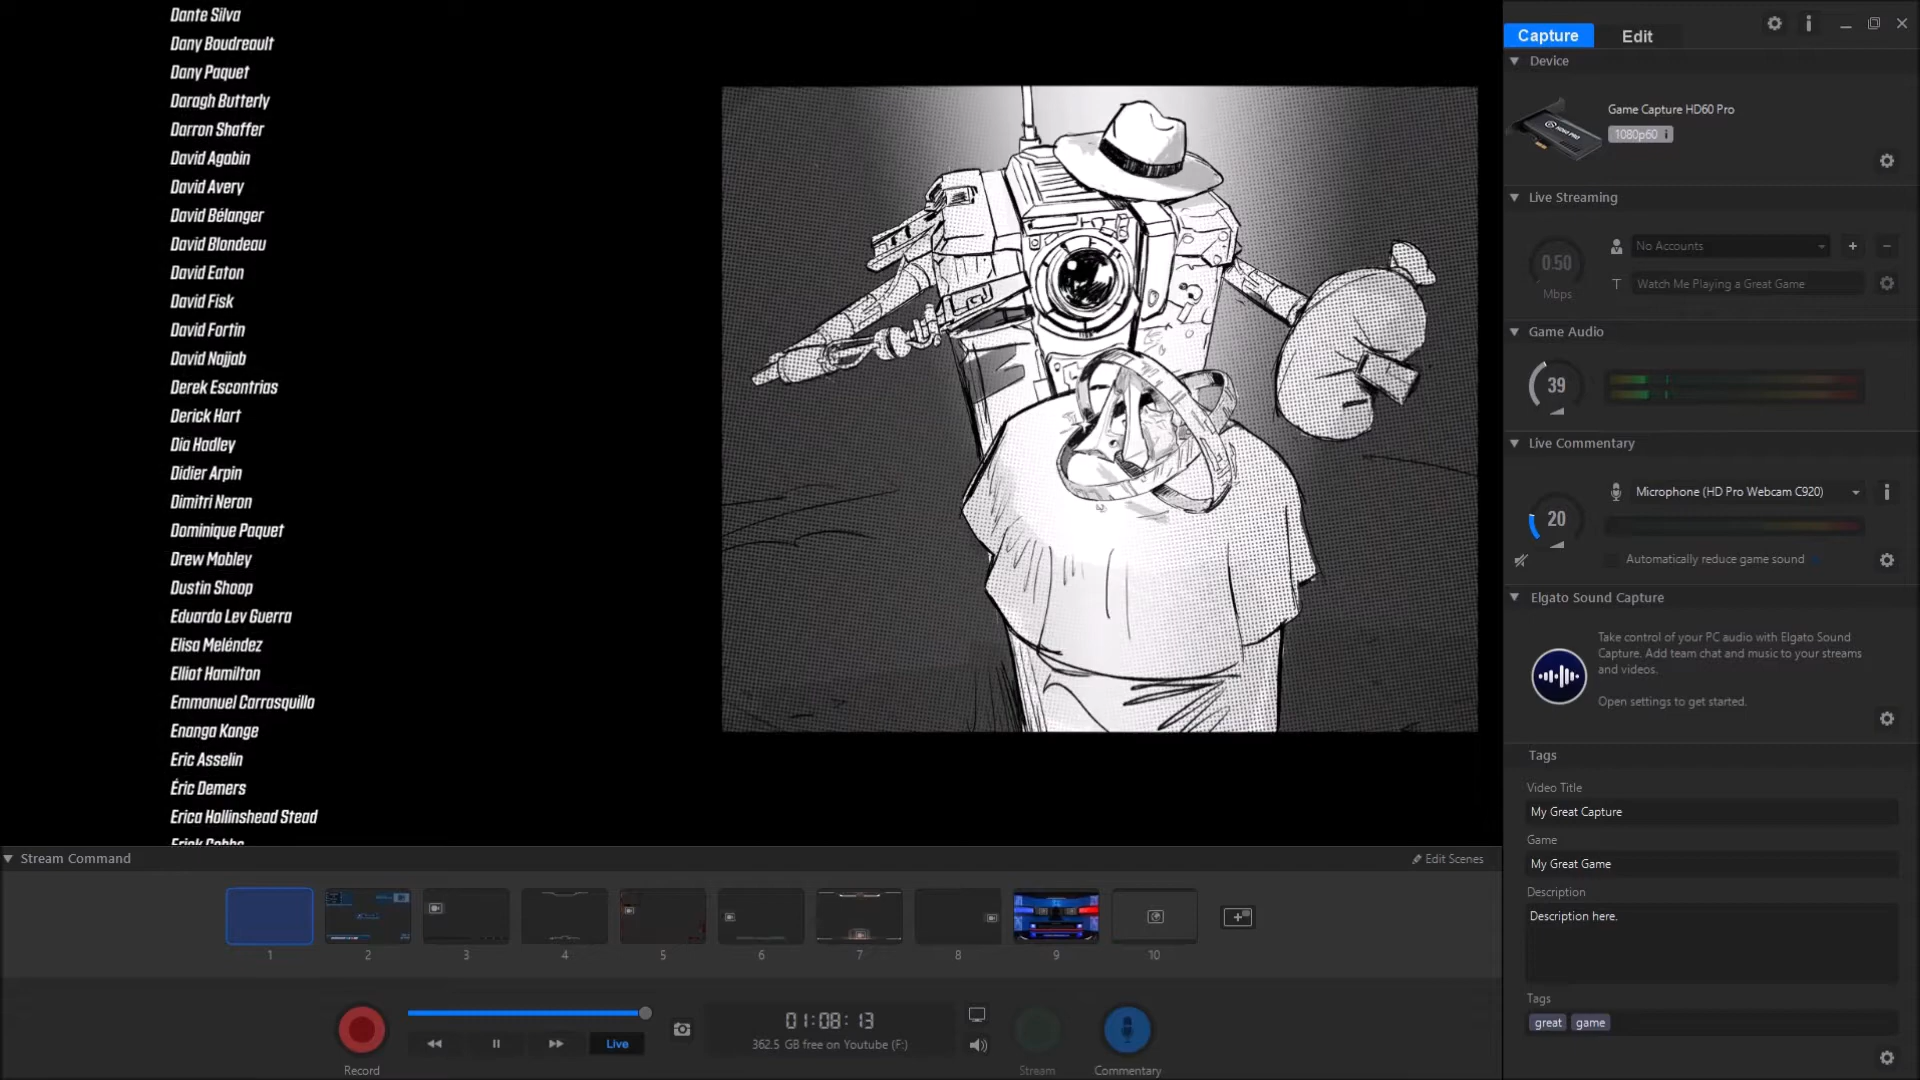 Dante Silva
Dany Boudreault
Dany Paquet
Daragh Butterly
Darron Shaffer
David Agabin
David Avery
David Bélanger
David Blondeau
David Eaton
David Fisk
David Fortin
David Najjab
Derek Escontrias
Derick Hart
Dia Hadley
Didier Arpin
Dimitri Neron
Dominique Paquet
Drew Mobley
Dustin Shoop
Eduardo Lev Guerra
Elisa Meléndez
Elliot Hamilton
Emmanuel Carrasquillo
Enanga Kange
Eric Asselin
Éric Demers
Erica Hollinshead Stead
Capture
Edit
Device
Game Capture HD60 Pro
1080p60 i
Live Streaming
0.50
Mbps
No Accounts
T Watch Me Playing a Great Game
Game Audio
39
Live Commentary
Microphone (HD Pro Webcam C920)
20
Automatically reduce game sound
Elgato Sound Capture
Take control of your PC audio with Elgato Sound
Capture. Add team chat and music to your streams
and videos.
Open settings to get started.
Tags
Video Title
My Great Capture
Game
My Great Game
Description
Description here.
Tags
great game
Stream Command
Edit Scenes
1 2 3 4 5 6 7 8 9 10
Record
Live
01:08:13
362.5 GB free on Youtube (F:)
Stream
Commentary